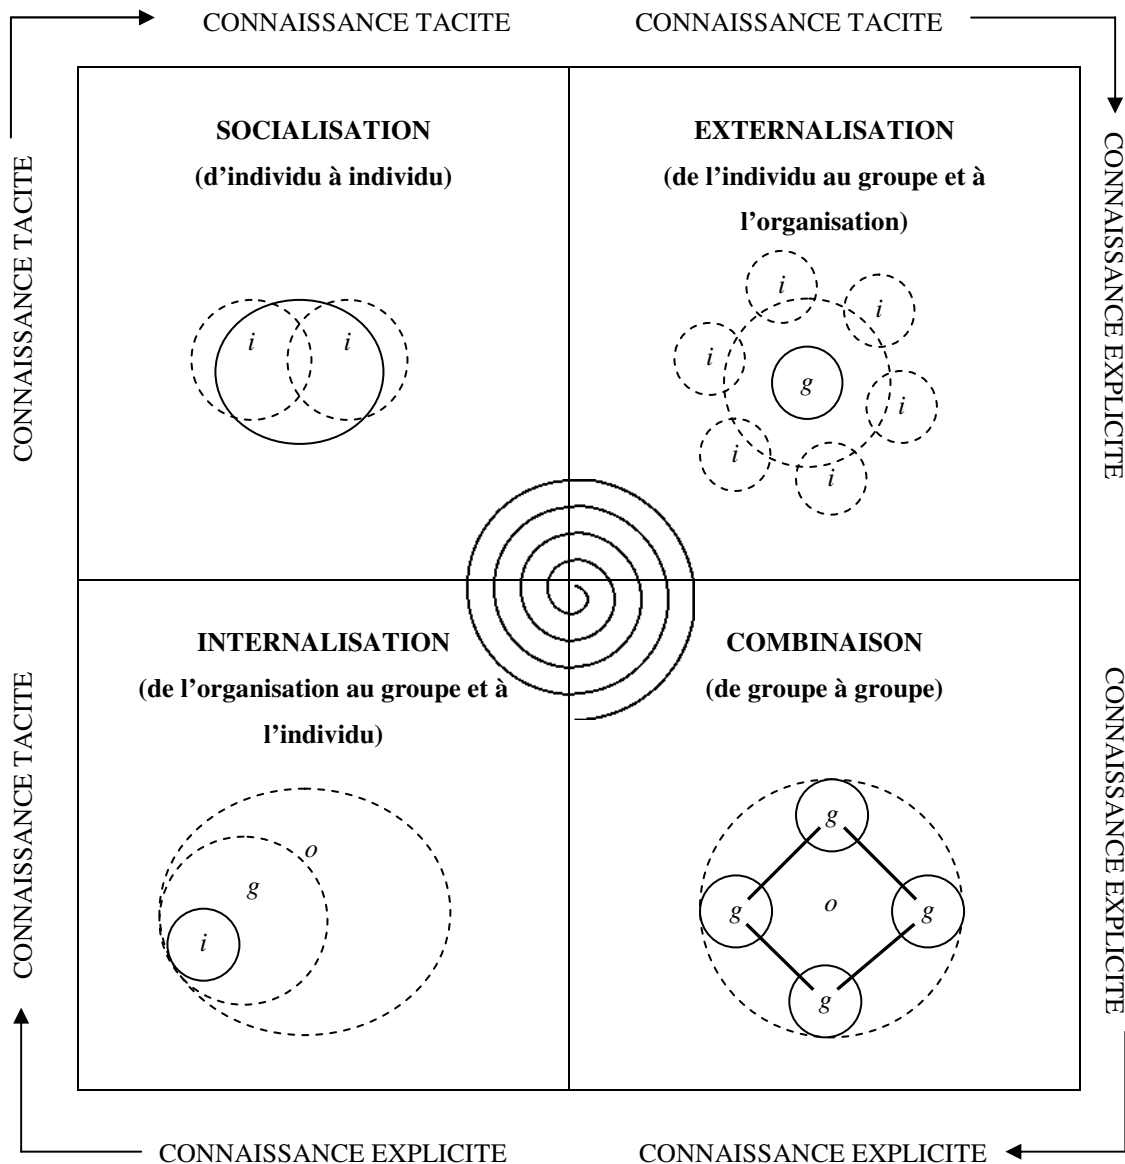 CONNAISSANCE TACITE
CONNAISSANCE TACITE
CONNAISSANCE TACITE
CONNAISSANCE EXPLICITE
SOCIALISATION
(d’individu à individu)
i
i
EXTERNALISATION
(de l’individu au groupe et à
l’organisation)
i
i
i
g
i
i
i
CONNAISSANCE TACITE
CONNAISSANCE EXPLICITE
INTERNALISATION
(de l’organisation au groupe et à
l’individu)
o
g
i
COMBINAISON
(de groupe à groupe)
g
g
o
g
g
CONNAISSANCE EXPLICITE
CONNAISSANCE EXPLICITE